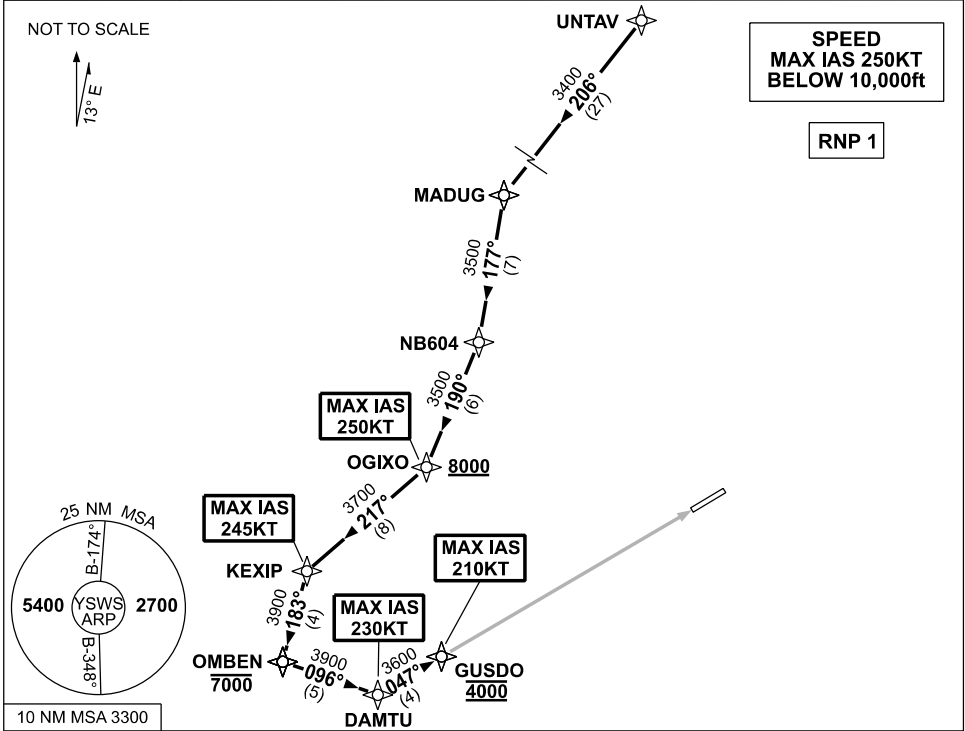 NOT TO SCALE
13° E
UNTAV
SPEED
MAX IAS 250KT
BELOW 10,000ft
RNP 1
3400
206°
(27)
MADUG
3500
177°
(7)
NB604
3500
190°
(6)
MAX IAS
250KT
OGIXO
8000
3700
217°
(8)
MAX IAS
245KT
KEXIP
3900
183°
(4)
MAX IAS
210KT
MAX IAS
230KT
OMBEN
7000
3900
096°
(5)
DAMTU
3600
047°
(4)
GUSDO
4000
25 NM MSA
B-174°
5400
YSWS
ARP
2700
B-348°
10 NM MSA 3300